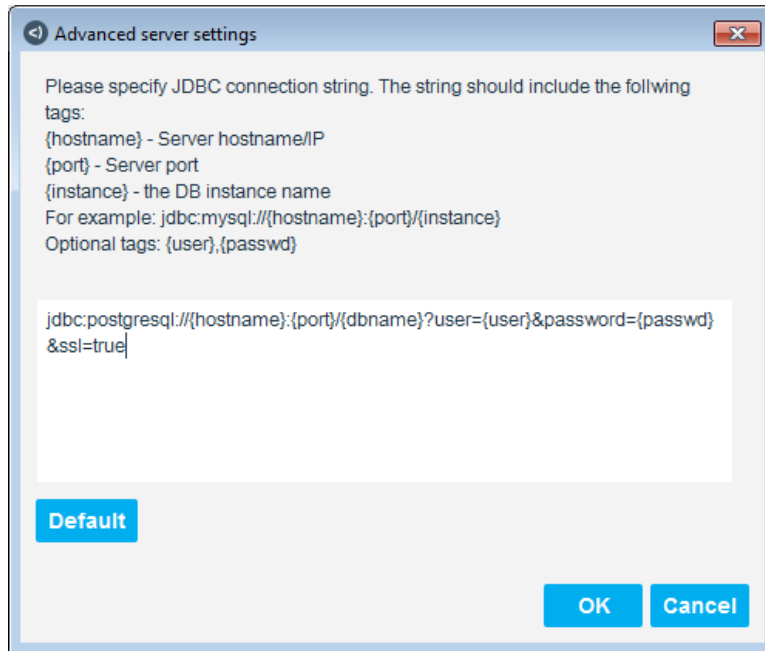 Advanced server settings
Please specify JDBC connection string. The string should include the follwing
tags:
{hostname} - Server hostname/IP
{port} - Server port
{instance} - the DB instance name
For example: jdbc:mysql://{hostname}:{port}/{instance}
Optional tags: {user},{passwd}
jdbc:postgresql://{hostname}:{port}/{dbname}?user={user}&password={passwd}
&ssl=true
Default
OK
Cancel